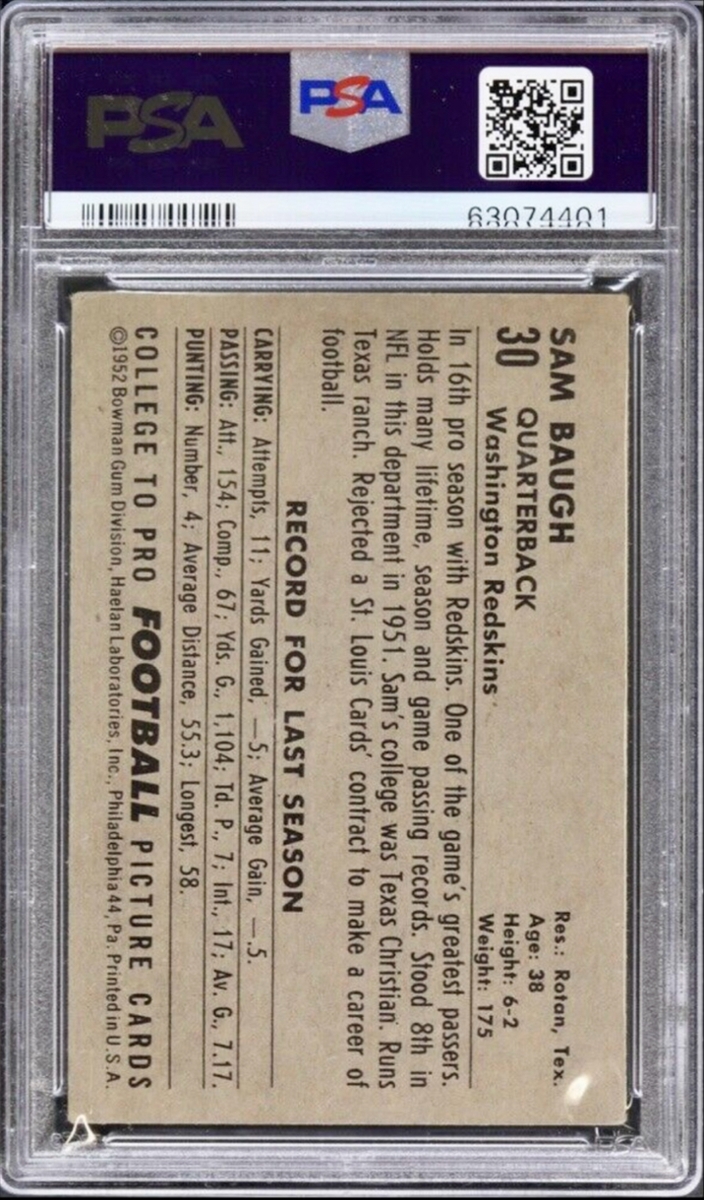 PSA
PSA
63074401
SAM BAUGH
30 QUARTERBACK
Washington Redskins
Res.: Rotan, Tex.
Age: 38
Height: 6-2
Weight: 175
In 16th pro season with Redskins. One of the game's greatest passers.
Holds many lifetime, season and game passing records. Stood 8th in
NFL in this department in 1951. Sam's college was Texas Christian. Runs
Texas ranch. Rejected a St. Louis Cards' contract to make a career of
football.
RECORD FOR LAST SEASON
CARRYING: Attempts, 11; Yards Gained, —5; Average Gain, —.5.
PASSING: Att., 154; Comp., 67; Yds. G., 1,104; Td. P., 7; Int., 17; Av. G., 7.17.
PUNTING: Number, 4; Average Distance, 55.3; Longest, 58.
COLLEGE TO PRO FOOTBALL PICTURE CARDS
©1952 Bowman Gum Division, Haelan Laboratories, Inc., Philadelphia 44, Pa. Printed in U.S.A.
PSA